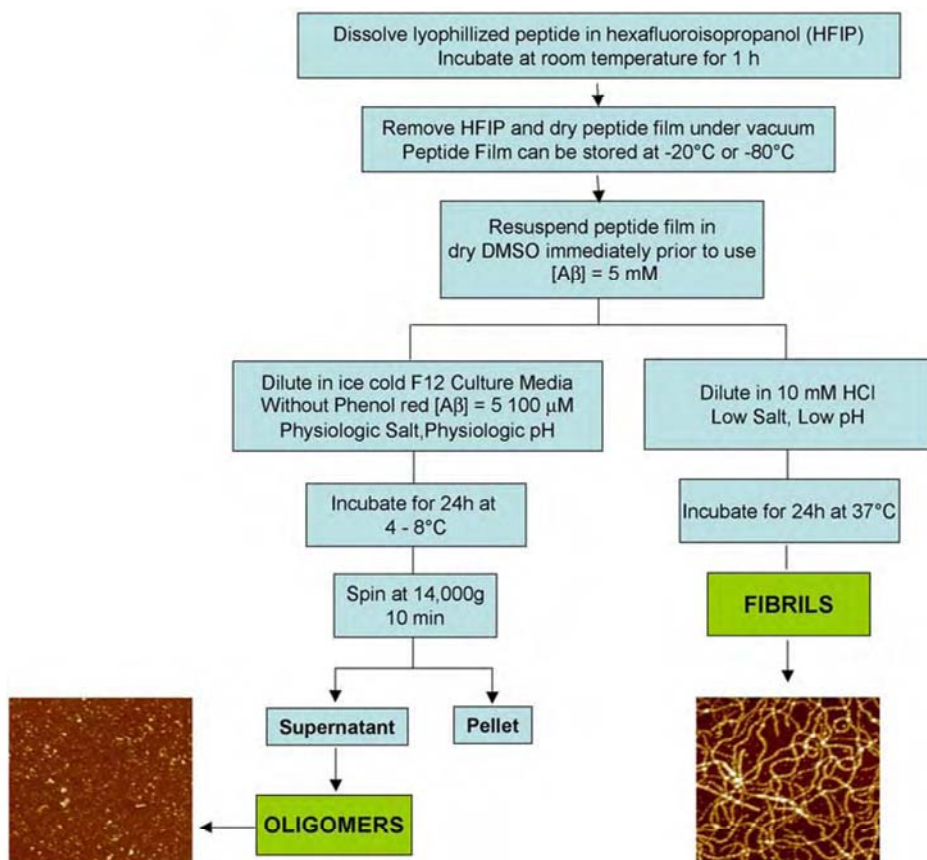 Dissolve lyophillized peptide in hexafluoroisopropanol (HFIP)
Incubate at room temperature for 1 h
Remove HFIP and dry peptide film under vacuum
Peptide Film can be stored at -20°C or -80°C
Resuspend peptide film in
dry DMSO immediately prior to use
[Aβ] = 5 mM
Dilute in ice cold F12 Culture Media
Without Phenol red [Aβ] = 5 100 μM
Physiologic Salt,Physiologic pH
Incubate for 24h at
4 - 8°C
Spin at 14,000g
10 min
Supernatant
Pellet
OLIGOMERS
Dilute in 10 mM HCl
Low Salt, Low pH
Incubate for 24h at 37°C
FIBRILS